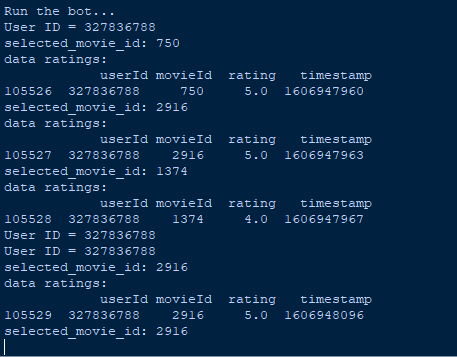 Run the bot...
User ID = 327836788
selected_movie_id: 750
data ratings:
userId movieId rating timestamp
105526 327836788 750 5.0 1606947960
selected_movie_id: 2916
data ratings:
userId movieId rating timestamp
105527 327836788 2916 5.0 1606947963
selected_movie_id: 1374
data ratings:
userId movieId rating timestamp
105528 327836788 1374 4.0 1606947967
User ID = 327836788
User ID = 327836788
selected_movie_id: 2916
data ratings:
userId movieId rating timestamp
105529 327836788 2916 5.0 1606948096
selected_movie_id: 2916